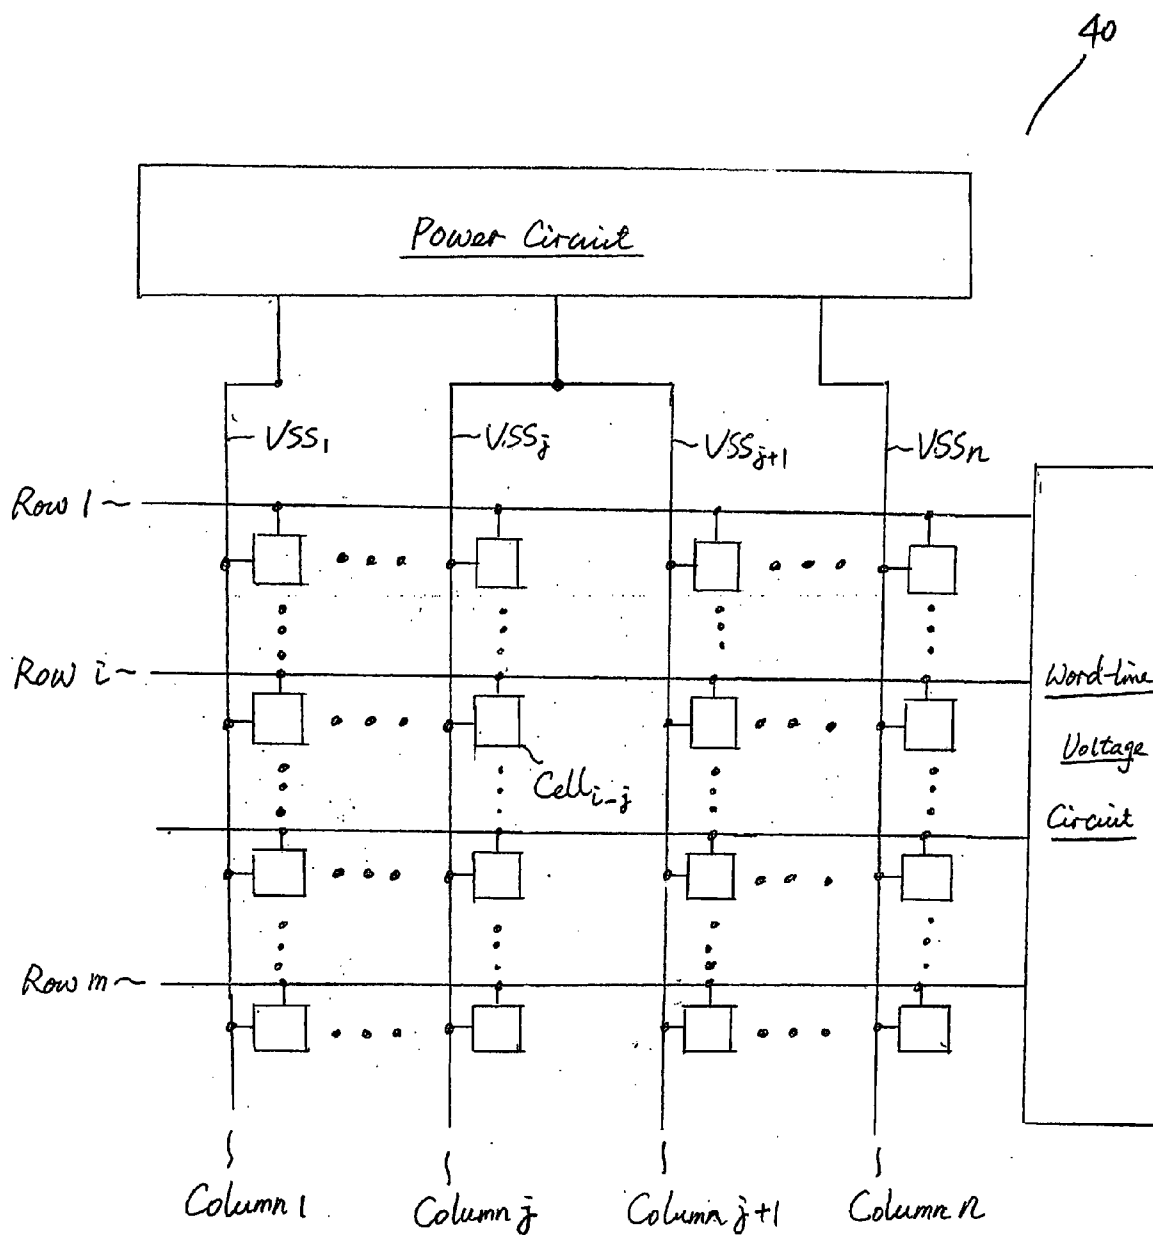 40
Power Circuit
VSS1
VSSj
VSSj+1
VSSn
Row 1
Row i
Word-line
Voltage
Circuit
Celli-j
Row m
Column 1
Column j
Column j+1
Column n